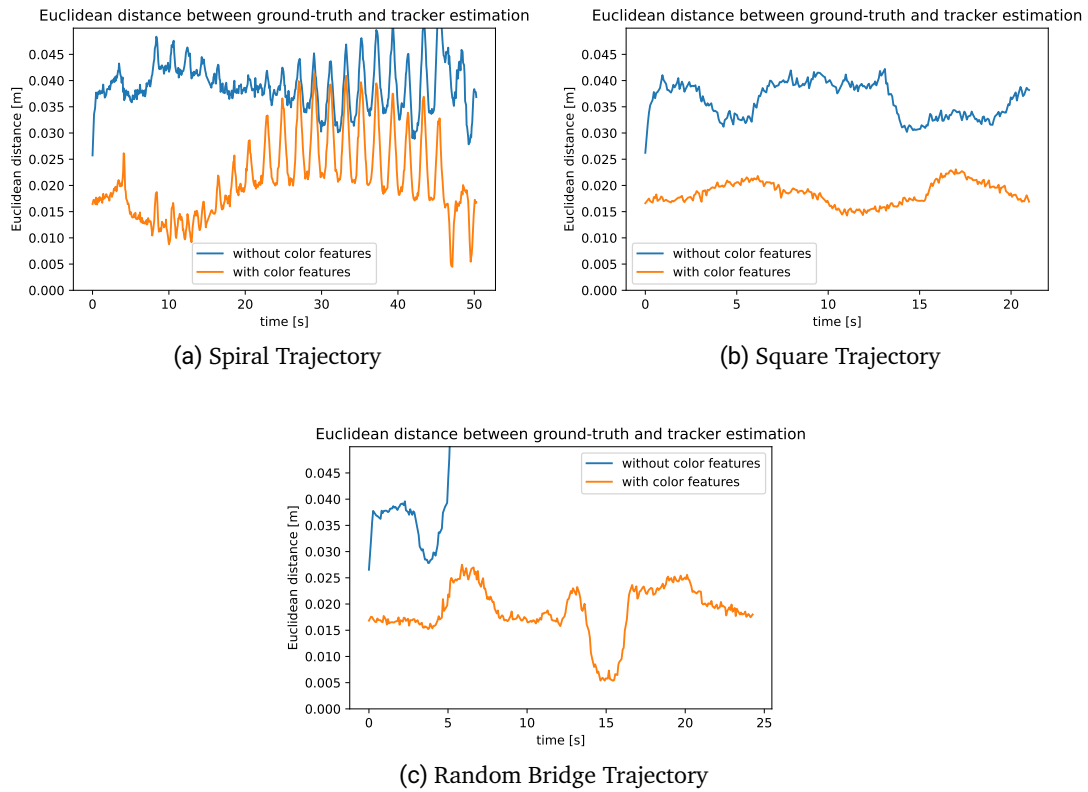 Euclidean distance between ground-truth and tracker estimation
Euclidean distance [m]
0.045
0.040
0.035
0.030
0.025
0.020
0.015
0.010
0.005
0.000
without color features
with color features
0 10 20 30 40 50
time [s]
(a) Spiral Trajectory
Euclidean distance between ground-truth and tracker estimation
Euclidean distance [m]
0.045
0.040
0.035
0.030
0.025
0.020
0.015
0.010
0.005
0.000
without color features
with color features
0 5 10 15 20
time [s]
(b) Square Trajectory
Euclidean distance between ground-truth and tracker estimation
Euclidean distance [m]
0.045
0.040
0.035
0.030
0.025
0.020
0.015
0.010
0.005
0.000
without color features
with color features
0 5 10 15 20 25
time [s]
(c) Random Bridge Trajectory